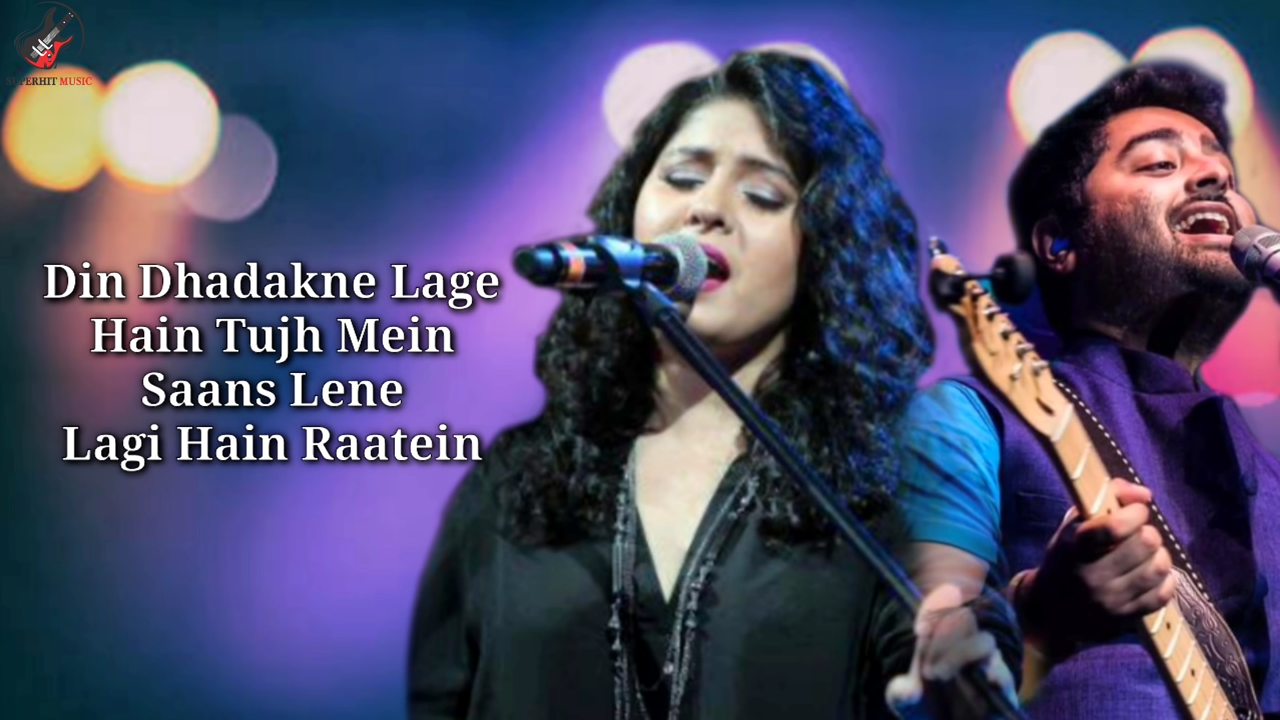 SUPERHIT MUSIC
Din Dhadakne Lage
Hain Tujh Mein
Saans Lene
Lagi Hain Raatein